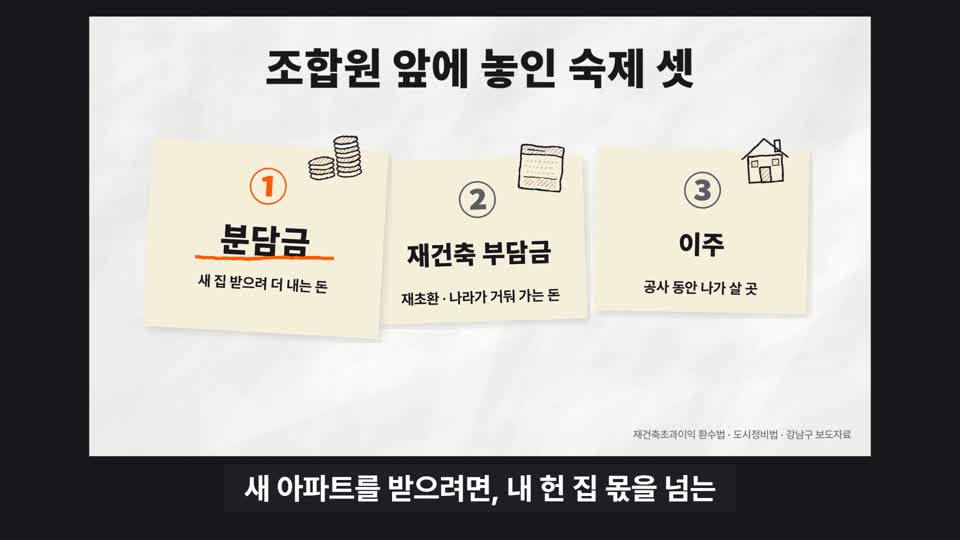 조합원 앞에 놓인 숙제 셋
①
분담금
새 집 받으려 더 내는 돈
②
재건축 부담금
재초환 · 나라가 거둬 가는 돈
③
이주
공사 동안 나가 살 곳
재건축초과이익 환수법 · 도시정비법 · 강남구 보도자료
새 아파트를 받으려면, 내 헌 집 몫을 넘는